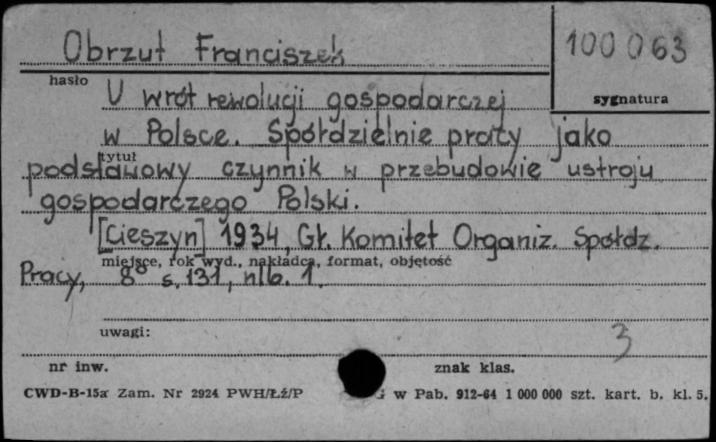 Obrzut Franciszek
100 063
hasło
sygnatura
U wrót rewolucji gospodarczej
w Polsce. Spółdzielnie pracy jako
tytuł
podstawowy czynnik w przebudowie ustroju
gospodarczego Polski.
[Cieszyn] 1934, Gł. Komitet Organiz. Spółdz.
miejsce, rok wyd., nakładca, format, objętość
Pracy, 8° s. 131, nlb. 1.
uwagi:
3
nr inw.
znak klas.
CWD-B-15a Zam. Nr 2924 PWH/Łż/P
G w Pab. 912-64 1 000 000 szt. kart. b. kl. 5.